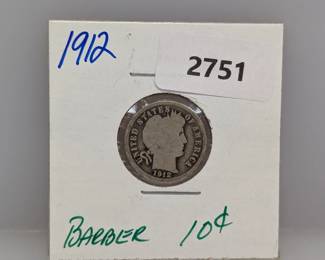 1912
2751
UNITED STATES OF AMERICA
1912
BARBER 10¢